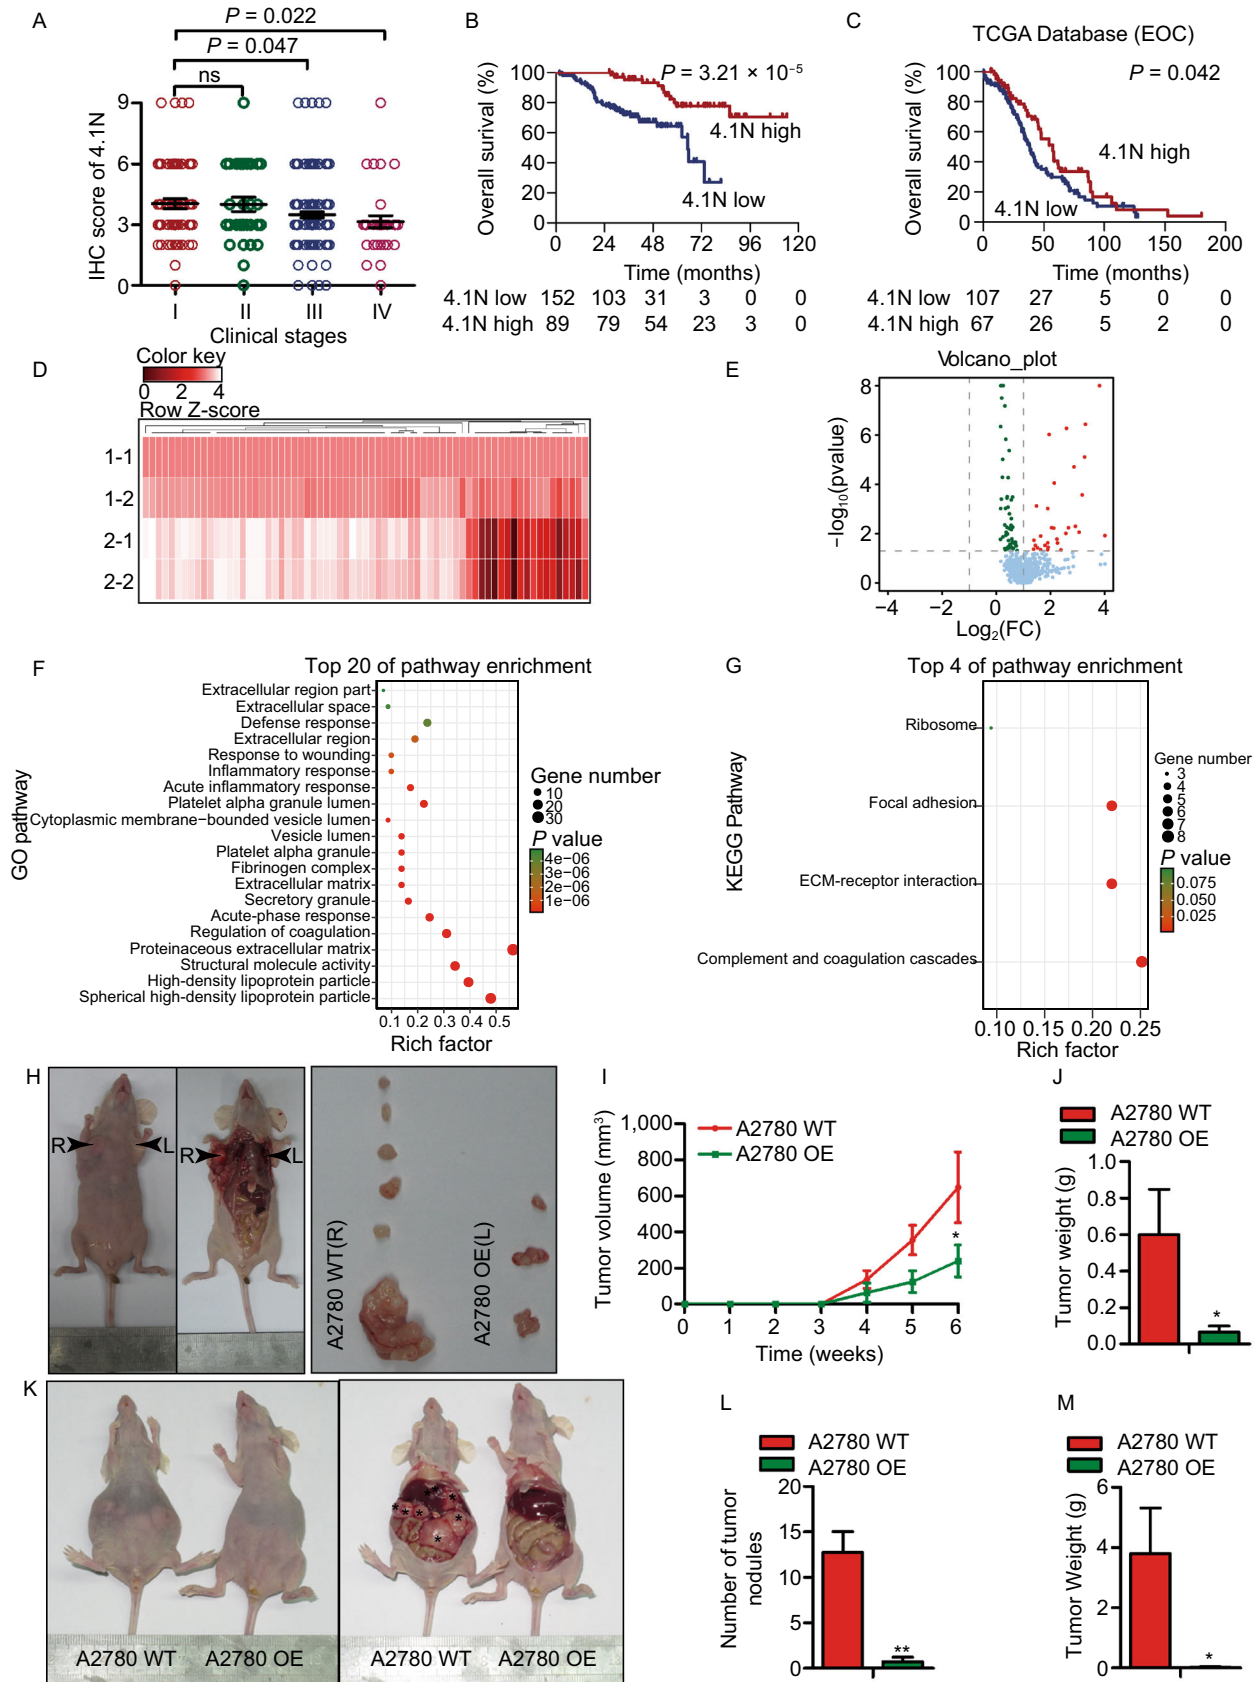 A
P = 0.022
P = 0.047
ns
IHC score of 4.1N
9
6
3
0
I II III IV
Clinical stages
B
P = 3.21 × 10⁻⁵
Overall surival (%)
100
80
60
40
20
0
4.1N high
4.1N low
0 24 48 72 96 120
Time (months)
4.1N low 152 103 31 3 0 0
4.1N high 89 79 54 23 3 0
C
TCGA Database (EOC)
P = 0.042
Overall surival (%)
100
80
60
40
20
0
4.1N high
4.1N low
0 50 100 150 200
Time (months)
4.1N low 107 27 5 0 0
4.1N high 67 26 5 2 0
D
Color key
0 2 4
Row Z-score
1-1
1-2
2-1
2-2
E
Volcano_plot
−log₁₀(pvalue)
8
6
4
2
0
−4 −2 0 2 4
Log₂(FC)
F
Top 20 of pathway enrichment
GO pathway
Extracellular region part
Extracellular space
Defense response
Extracellular region
Response to wounding
Inflammatory response
Acute inflammatory response
Platelet alpha granule lumen
Cytoplasmic membrane−bounded vesicle lumen
Vesicle lumen
Platelet alpha granule
Fibrinogen complex
Extracellular matrix
Secretory granule
Acute-phase response
Regulation of coagulation
Proteinaceous extracellular matrix
Structural molecule activity
High-density lipoprotein particle
Spherical high-density lipoprotein particle
0.1 0.2 0.3 0.4 0.5
Rich factor
Gene number
10
20
30
P value
4e−06
3e−06
2e−06
1e−06
G
Top 4 of pathway enrichment
KEGG Pathway
Ribosome
Focal adhesion
ECM-receptor interaction
Complement and coagulation cascades
0.10 0.15 0.20 0.25
Rich factor
Gene number
3
4
5
6
7
8
P value
0.075
0.050
0.025
H
R L
R L
A2780 WT(R)
A2780 OE(L)
I
Tumor volume (mm³)
1,000
800
600
400
200
0
A2780 WT
A2780 OE
*
0 1 2 3 4 5 6
Time (weeks)
J
A2780 WT
A2780 OE
Tumor weight (g)
1.0
0.8
0.6
0.4
0.2
0.0
*
K
A2780 WT A2780 OE
A2780 WT A2780 OE
L
A2780 WT
A2780 OE
Number of tumor
nodules
20
15
10
5
0
**
M
A2780 WT
A2780 OE
Tumor Weight (g)
6
4
2
0
*